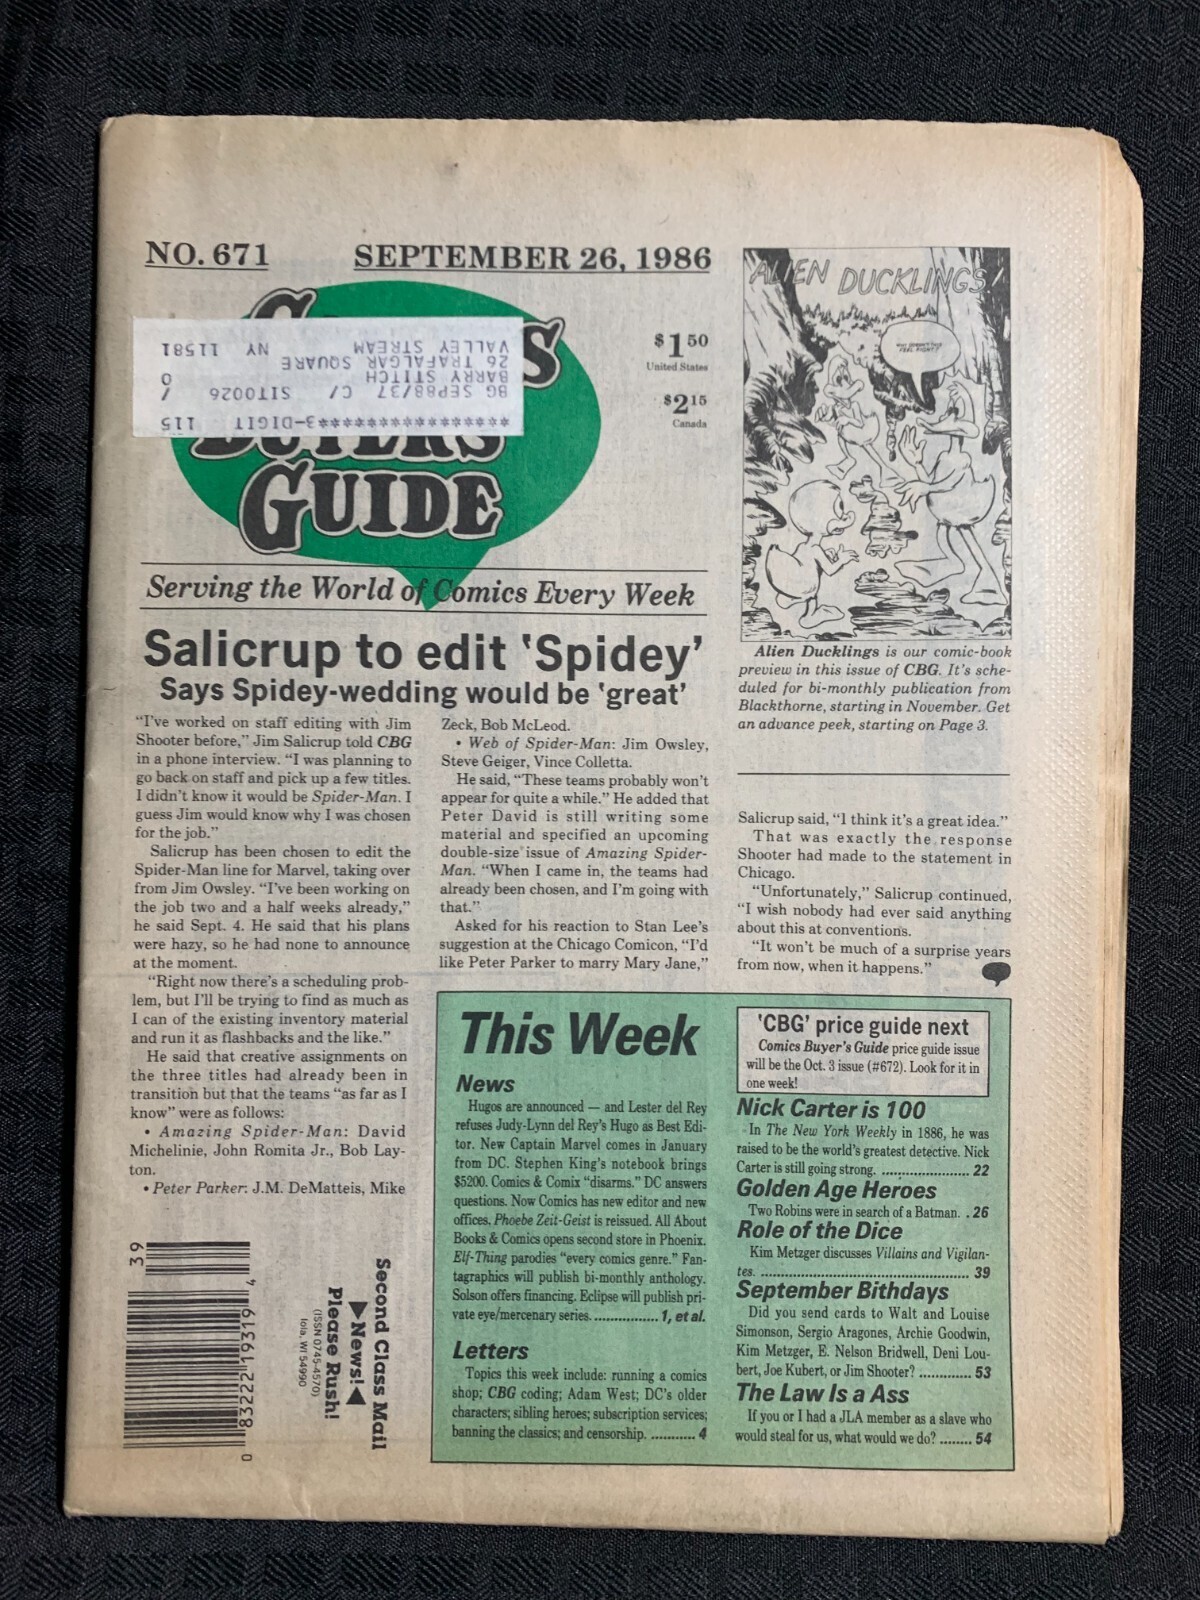 NO. 671 SEPTEMBER 26, 1986
***********************3-DIGIT 115
BG SEP88/37 C/ SIT0026 /
BARRY STITCH 0
26 TRAFALGAR SQUARE
VALLEY STREAM NY 11581
BUYERS
GUIDE
$1.50
United States
$2.15
Canada
Serving the World of Comics Every Week
ALIEN DUCKLINGS!
Alien Ducklings is our comic-book
preview in this issue of CBG. It's sche-
duled for bi-monthly publication from
Blackthorne, starting in November. Get
an advance peek, starting on Page 3.
Salicrup to edit 'Spidey'
Says Spidey-wedding would be 'great'
"I've worked on staff editing with Jim
Shooter before," Jim Salicrup told CBG
in a phone interview. "I was planning to
go back on staff and pick up a few titles.
I didn't know it would be Spider-Man. I
guess Jim would know why I was chosen
for the job."
Salicrup has been chosen to edit the
Spider-Man line for Marvel, taking over
from Jim Owsley. "I've been working on
the job two and a half weeks already,"
he said Sept. 4. He said that his plans
were hazy, so he had none to announce
at the moment.
"Right now there's a scheduling prob-
lem, but I'll be trying to find as much as
I can of the existing inventory material
and run it as flashbacks and the like."
He said that creative assignments on
the three titles had already been in
transition but that the teams "as far as I
know" were as follows:
• Amazing Spider-Man: David
Michelinie, John Romita Jr., Bob Lay-
ton.
• Peter Parker: J.M. DeMatteis, Mike
Zeck, Bob McLeod.
• Web of Spider-Man: Jim Owsley,
Steve Geiger, Vince Colletta.
He said, "These teams probably won't
appear for quite a while." He added that
Peter David is still writing some
material and specified an upcoming
double-size issue of Amazing Spider-
Man. "When I came in, the teams had
already been chosen, and I'm going with
that."
Asked for his reaction to Stan Lee's
suggestion at the Chicago Comicon, "I'd
like Peter Parker to marry Mary Jane,"
Salicrup said, "I think it's a great idea."
That was exactly the response
Shooter had made to the statement in
Chicago.
"Unfortunately," Salicrup continued,
"I wish nobody had ever said anything
about this at conventions.
"It won't be much of a surprise years
from now, when it happens."
39
0 83222 19319 4
Second Class Mail
▶News!◀
Please Rush!
(ISSN 0745-4570)
Iola, WI 54990
This Week
News
Hugos are announced — and Lester del Rey
refuses Judy-Lynn del Rey's Hugo as Best Edi-
tor. New Captain Marvel comes in January
from DC. Stephen King's notebook brings
$5200. Comics & Comix "disarms." DC answers
questions. Now Comics has new editor and new
offices. Phoebe Zeit-Geist is reissued. All About
Books & Comics opens second store in Phoenix.
Elf-Thing parodies "every comics genre." Fan-
tagraphics will publish bi-monthly anthology.
Solson offers financing. Eclipse will publish pri-
vate eye/mercenary series. ................ 1, et al.
Letters
Topics this week include: running a comics
shop; CBG coding; Adam West; DC's older
characters; sibling heroes; subscription services;
banning the classics; and censorship. ........... 4
'CBG' price guide next
Comics Buyer's Guide price guide issue
will be the Oct. 3 issue (#672). Look for it in
one week!
Nick Carter is 100
In The New York Weekly in 1886, he was
raised to be the world's greatest detective. Nick
Carter is still going strong. ...................... 22
Golden Age Heroes
Two Robins were in search of a Batman. . 26
Role of the Dice
Kim Metzger discusses Villains and Vigilan-
tes. ..................................................... 39
September Bithdays
Did you send cards to Walt and Louise
Simonson, Sergio Aragones, Archie Goodwin,
Kim Metzger, E. Nelson Bridwell, Deni Lou-
bert, Joe Kubert, or Jim Shooter? ............. 53
The Law Is a Ass
If you or I had a JLA member as a slave who
would steal for us, what would we do? ........ 54